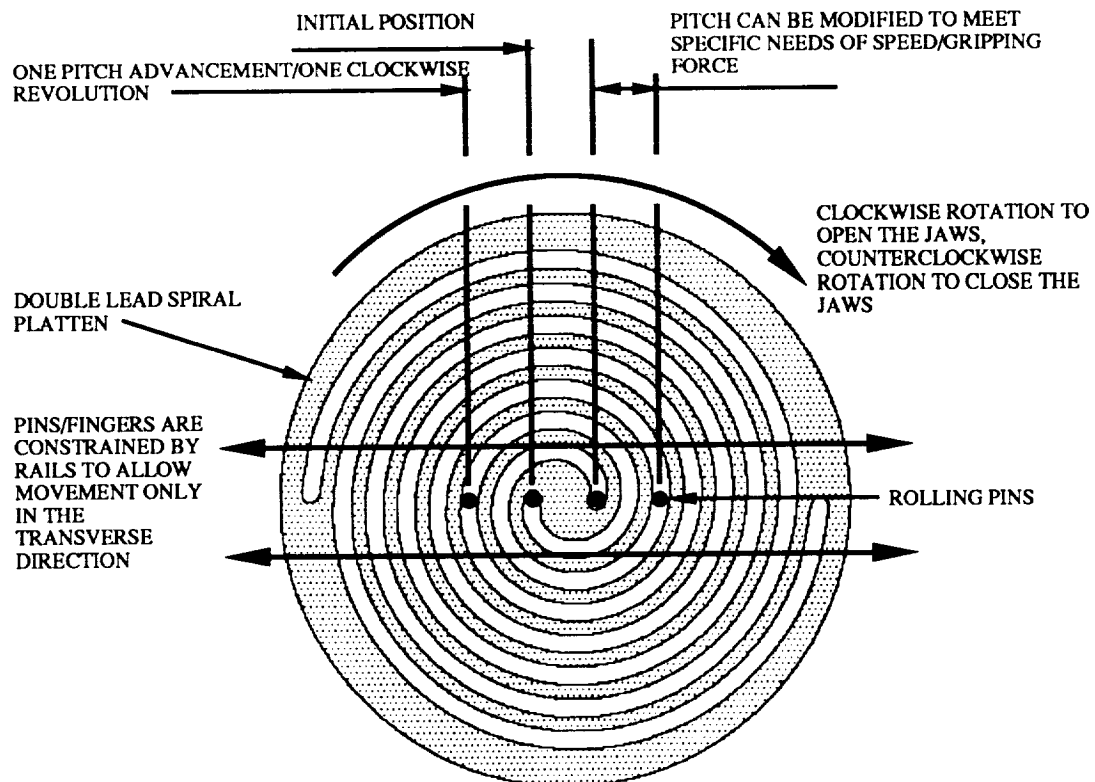 INITIAL POSITION
PITCH CAN BE MODIFIED TO MEET
SPECIFIC NEEDS OF SPEED/GRIPPING
FORCE
ONE PITCH ADVANCEMENT/ONE CLOCKWISE
REVOLUTION
CLOCKWISE ROTATION TO
OPEN THE JAWS,
COUNTERCLOCKWISE
ROTATION TO CLOSE THE
JAWS
DOUBLE LEAD SPIRAL
PLATTEN
PINS/FINGERS ARE
CONSTRAINED BY
RAILS TO ALLOW
MOVEMENT ONLY
IN THE
TRANSVERSE
DIRECTION
ROLLING PINS